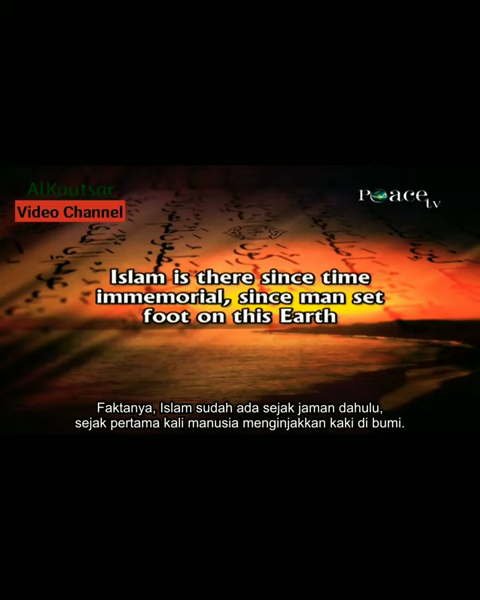 AlKautsar
Video Channel
Peace tv
Islam is there since time
immemorial, since man set
foot on this Earth
Faktanya, Islam sudah ada sejak jaman dahulu,
sejak pertama kali manusia menginjakkan kaki di bumi.